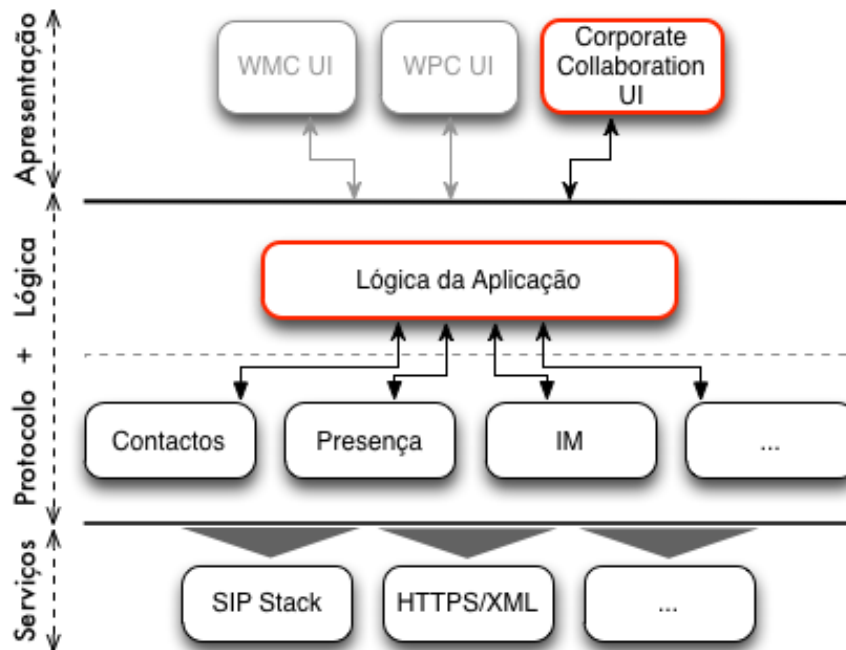 Apresentação
WMC UI
WPC UI
Corporate
Collaboration
UI
Protocolo + Lógica
Lógica da Aplicação
Contactos
Presença
IM
...
Serviços
SIP Stack
HTTPS/XML
...